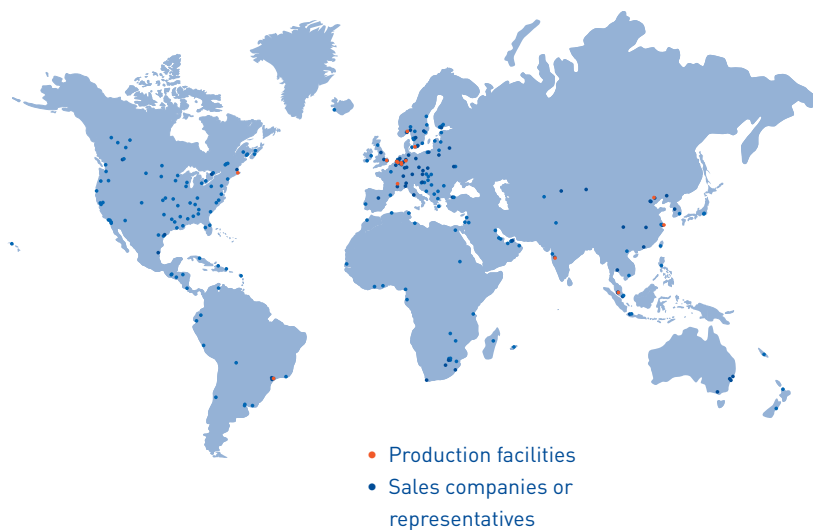 Production facilities
Sales companies or
representatives